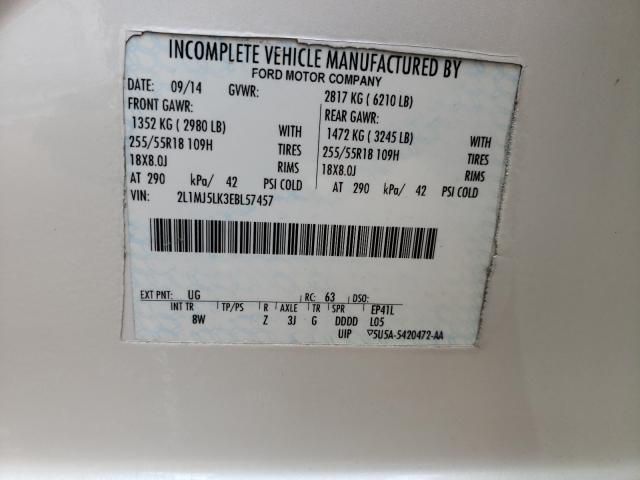 INCOMPLETE VEHICLE MANUFACTURED BY
FORD MOTOR COMPANY
DATE: 09/14 GVWR: 2817 KG ( 6210 LB)
FRONT GAWR: REAR GAWR:
1352 KG ( 2980 LB) WITH 1472 KG ( 3245 LB) WITH
255/55R18 109H TIRES 255/55R18 109H TIRES
18X8.0J RIMS 18X8.0J RIMS
AT 290 kPa/ 42 PSI COLD AT 290 kPa/ 42 PSI COLD
VIN: 2L1MJ5LK3EBL57457
EXT PNT: UG RC: 63 DSO:
INT TR TP/PS R AXLE TR SPR EP41L
8W Z 3J G DDDD L05
UIP ▽5U5A-5420472-AA